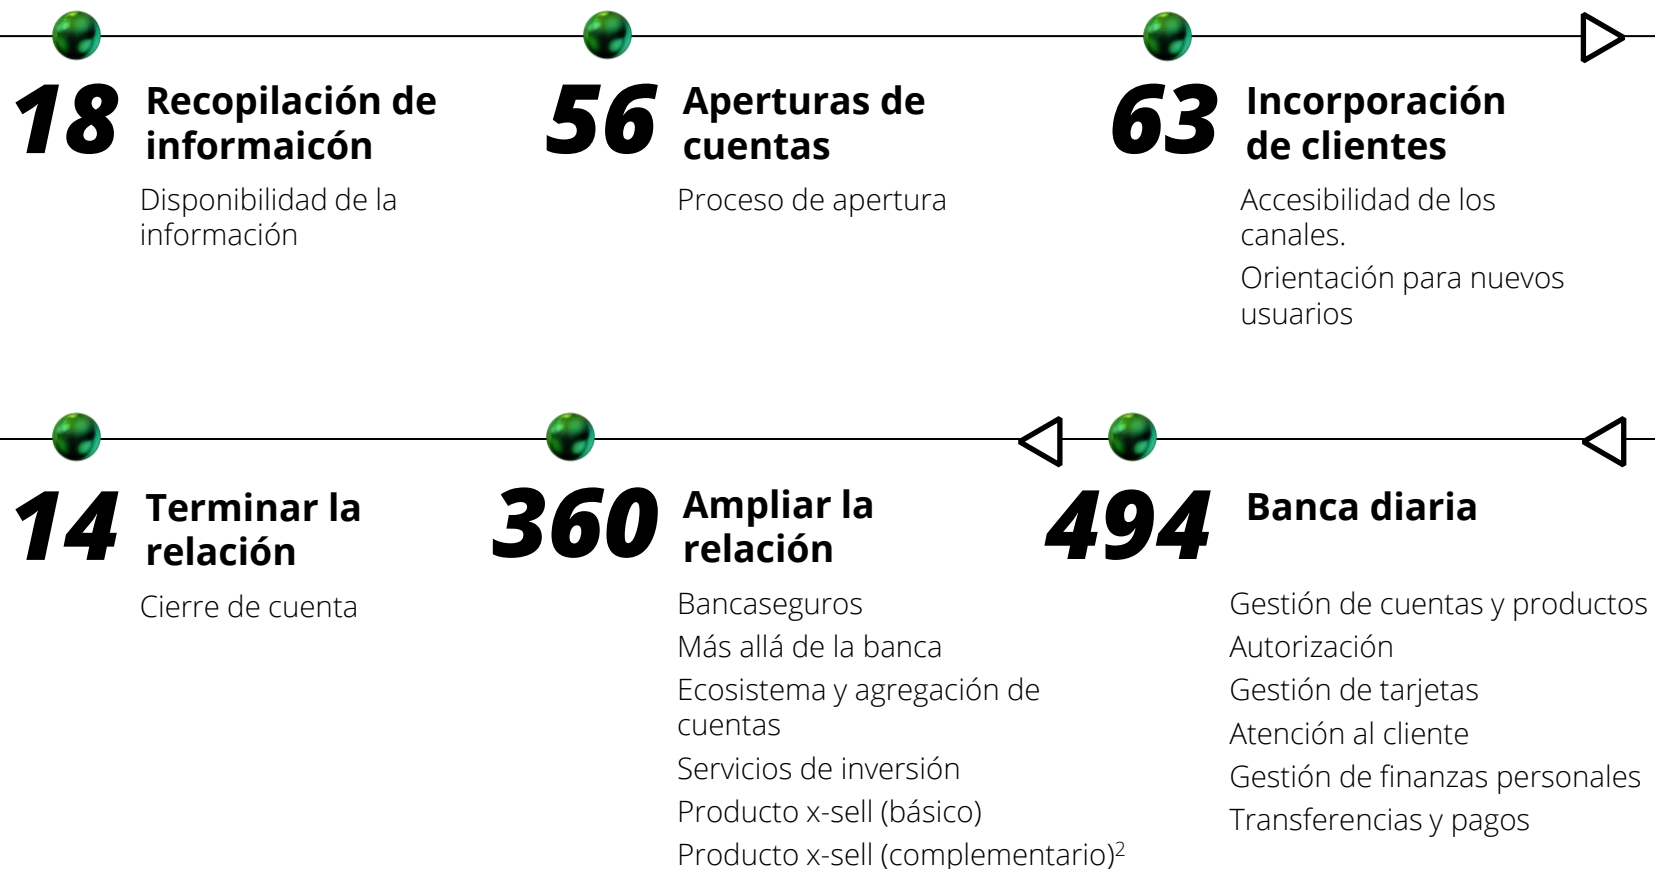 18
Recopilación de
informaicón
Disponibilidad de la
información
56
Aperturas de
cuentas
Proceso de apertura
63
Incorporación
de clientes
Accesibilidad de los
canales.
Orientación para nuevos
usuarios
14
Terminar la
relación
Cierre de cuenta
360
Ampliar la
relación
Bancaseguros
Más allá de la banca
Ecosistema y agregación de
cuentas
Servicios de inversión
Producto x-sell (básico)
Producto x-sell (complementario)2
494
Banca diaria
Gestión de cuentas y productos
Autorización
Gestión de tarjetas
Atención al cliente
Gestión de finanzas personales
Transferencias y pagos